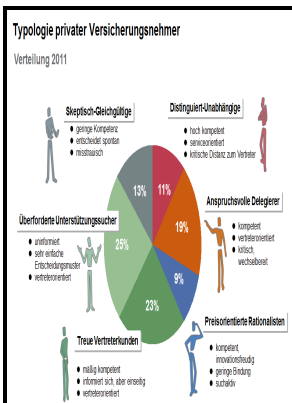 Typologie privater Versicherungsnehmer
Verteilung 2011
Skeptisch-Gleichgültige
geringe Kompetenz
entscheidet spontan
misstrauisch
Distinguiert-Unabhängige
hoch kompetent
serviceorientiert
kritische Distanz zum Vertreter
13%
11%
Anspruchsvolle Delegierer
kompetent
vertreterorientiert
kritisch,
wechselbereit
19%
Überforderte Unterstützungssucher
uninformiert
sehr einfache
Entscheidungsmuster
vertreterorientiert
25%
9%
23%
Preisorientierte Rationalisten
kompetent,
innovationsfreudig
geringe Bindung
suchaktiv
Treue Vertreterkunden
mäßig kompetent
informiert sich, aber einseitig
vertreterorientiert